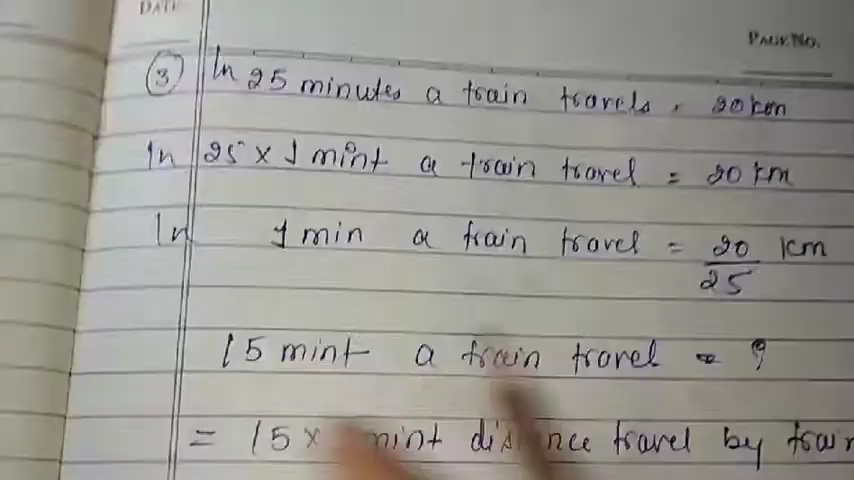 DATE
PAGE NO.
③ In 25 minutes a train travels. 20 km
In 25 × 1 mint a train travel = 20 km
In 1 min a train travel = 20/25 km
15 mint a train travel = ?
= 15 × mint distance travel by train